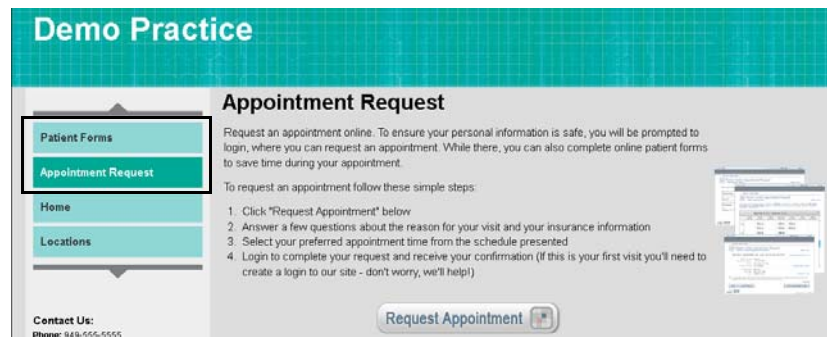 Demo Practice
Patient Forms
Appointment Request
Home
Locations
Contact Us:
Phone: 949-555-5555
Appointment Request
Request an appointment online. To ensure your personal information is safe, you will be prompted to
login, where you can request an appointment. While there, you can also complete online patient forms
to save time during your appointment.
To request an appointment follow these simple steps:
1. Click "Request Appointment" below
2. Answer a few questions about the reason for your visit and your insurance information
3. Select your preferred appointment time from the schedule presented
4. Login to complete your request and receive your confirmation (If this is your first visit you'll need to
create a login to our site - don't worry, we'll help!)
Request Appointment